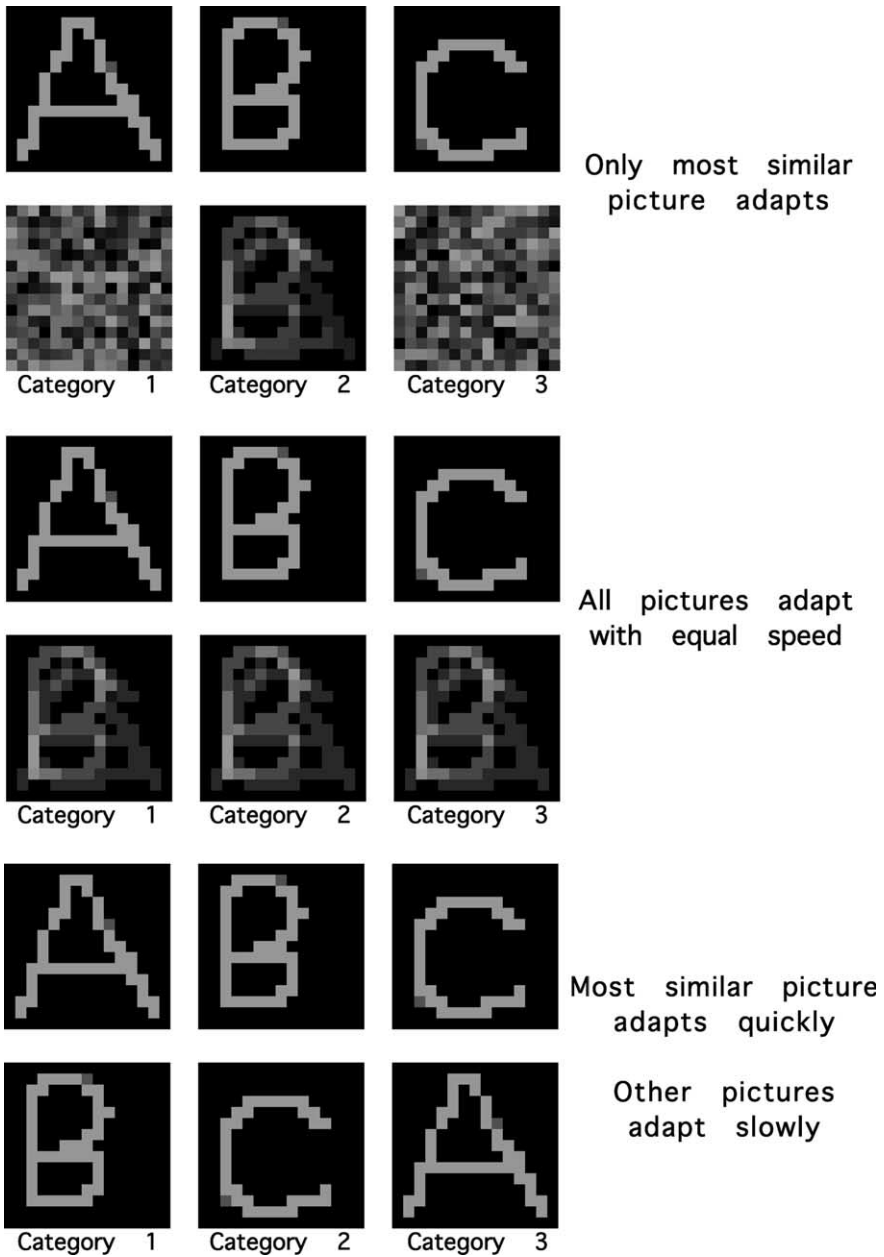 A B C
Only most similar
picture adapts
Category 1 Category 2 Category 3
A B C
All pictures adapt
with equal speed
Category 1 Category 2 Category 3
A B C
Most similar picture
adapts quickly
Other pictures
adapt slowly
B C A
Category 1 Category 2 Category 3